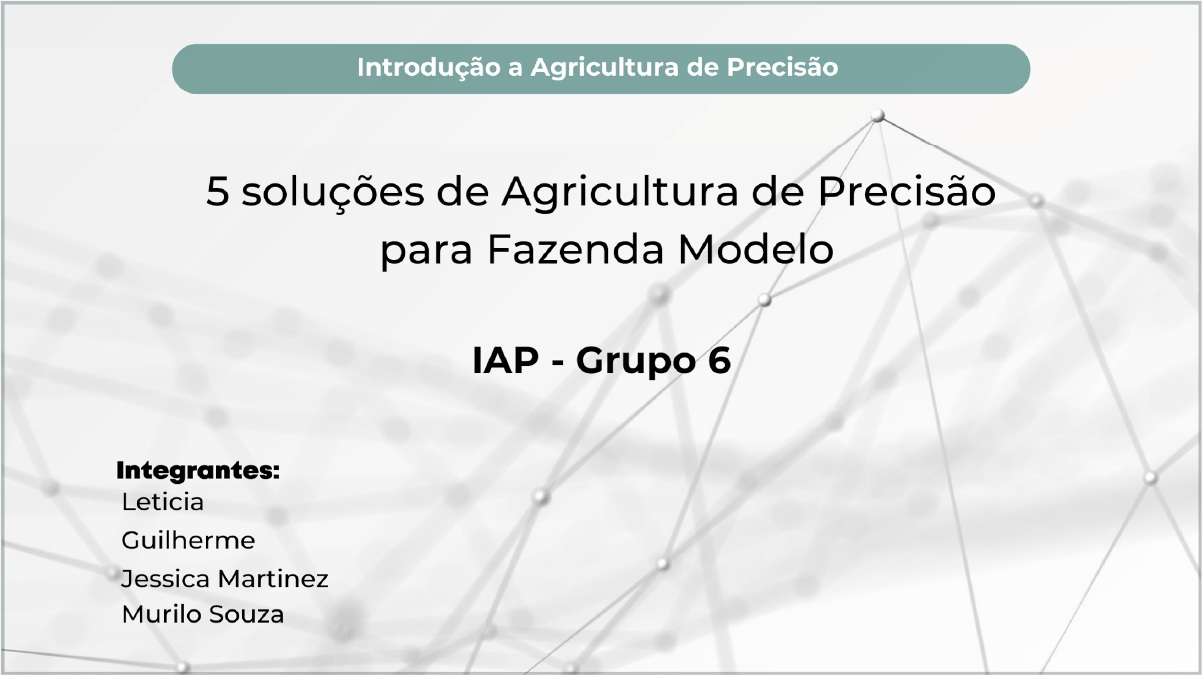 Introdução a Agricultura de Precisão
5 soluções de Agricultura de Precisão
para Fazenda Modelo
IAP - Grupo 6
Integrantes:
Leticia
Guilherme
Jessica Martinez
Murilo Souza